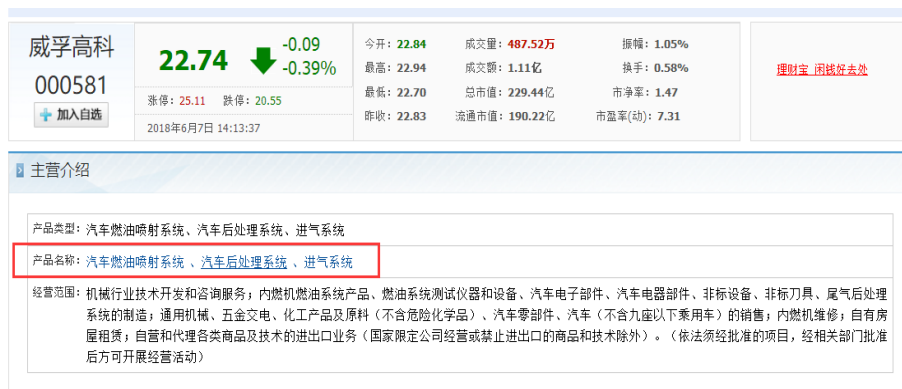 威孚高科
000581
加入自选
22.74
-0.09
-0.39%
涨停：25.11 跌停：20.55
2018年6月7日 14:13:37
今开：22.84 成交量：487.52万 振幅：1.05%
最高：22.94 成交额：1.11亿 换手：0.58%
最低：22.70 总市值：229.44亿 市净率：1.47
昨收：22.83 流通市值：190.22亿 市盈率(动)：7.31
理财宝 闲钱好去处
主营介绍
产品类型：汽车燃油喷射系统、汽车后处理系统、进气系统
产品名称：汽车燃油喷射系统 、汽车后处理系统 、进气系统
经营范围：机械行业技术开发和咨询服务；内燃机燃油系统产品、燃油系统测试仪器和设备、汽车电子部件、汽车电器部件、非标设备、非标刀具、尾气后处理
系统的制造；通用机械、五金交电、化工产品及原料（不含危险化学品）、汽车零部件、汽车（不含九座以下乘用车）的销售；内燃机维修；自有房
屋租赁；自营和代理各类商品及技术的进出口业务（国家限定公司经营或禁止进出口的商品和技术除外）。（依法须经批准的项目，经相关部门批准
后方可开展经营活动）